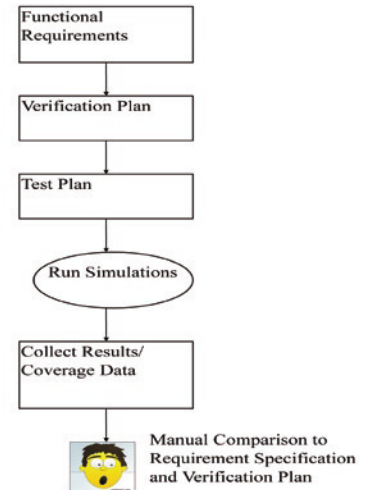 Functional
Requirements
Verification Plan
Test Plan
Run Simulations
Collect Results/
Coverage Data
Manual Comparison to
Requirement Specification
and Verification Plan